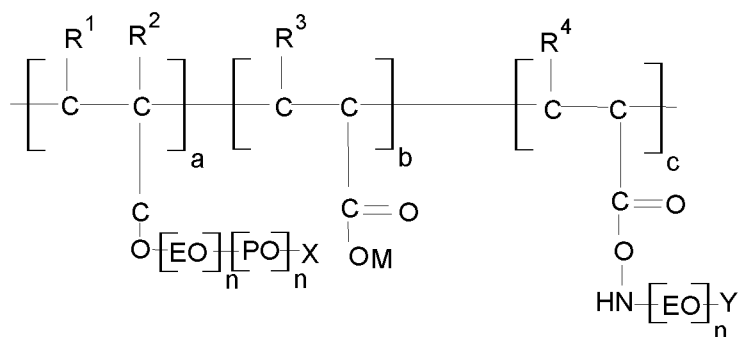 R1 R2 R3 R4
[ C C ]a [ C C ]b [ C C ]c
C C = O C = O
O [EO]n [PO]n X OM O
HN [EO]n Y